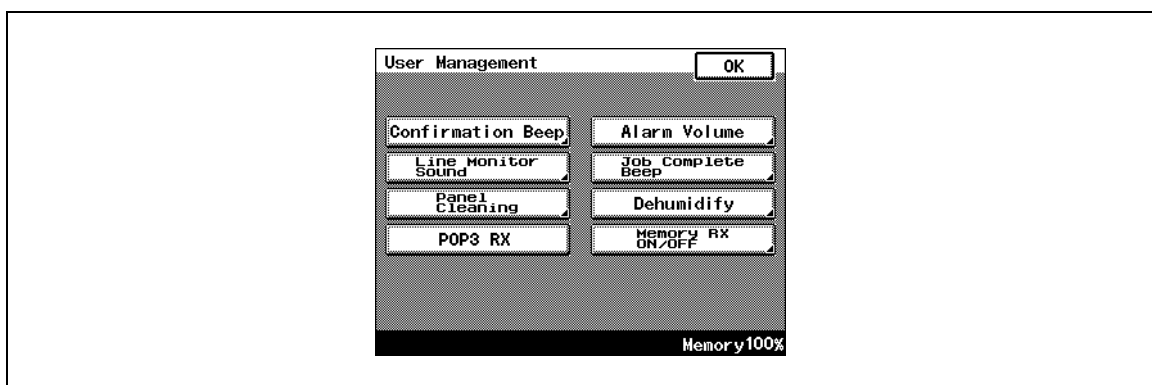 User Management
OK
Confirmation Beep
Alarm Volume
Line Monitor
Sound
Job Complete
Beep
Panel
Cleaning
Dehumidify
POP3 RX
Memory RX
ON/OFF
Memory100%